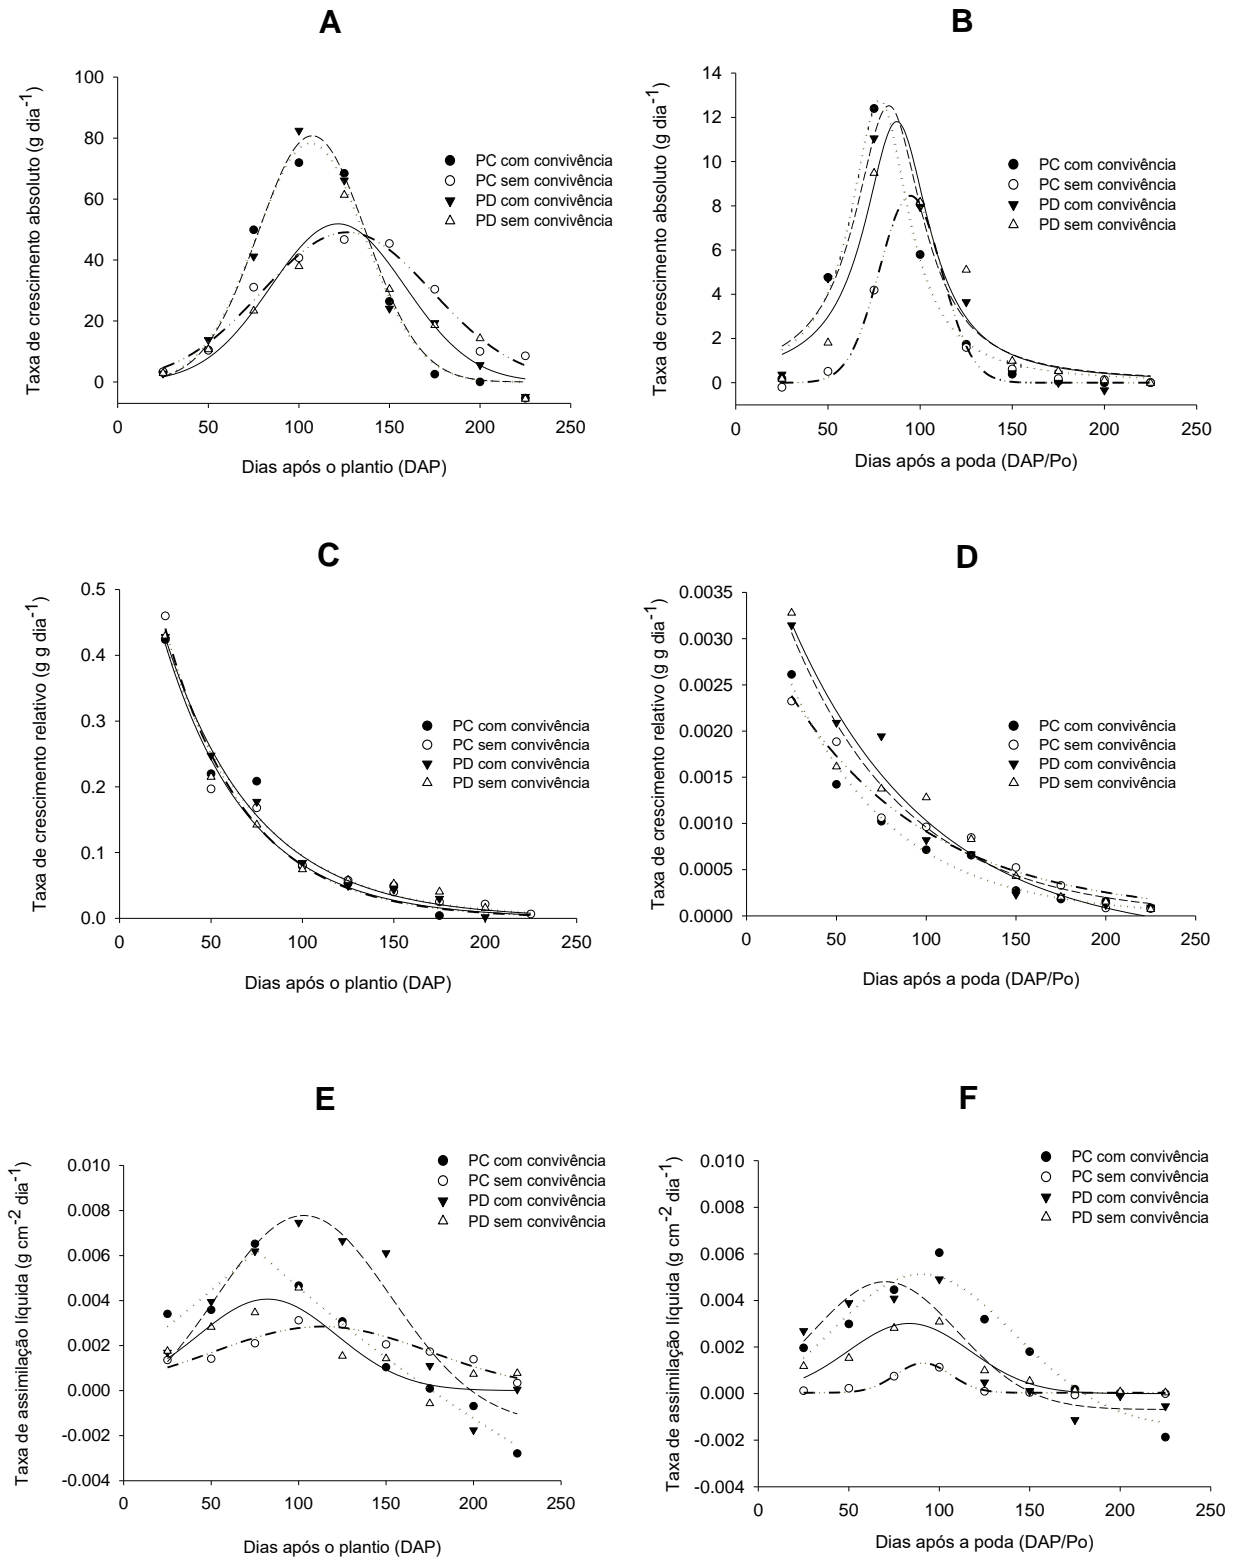 A
Taxa de crescimento absoluto (g dia-1)
100
80
60
40
20
0
0 50 100 150 200 250
Dias após o plantio (DAP)
PC com convivência
PC sem convivência
PD com convivência
PD sem convivência
B
Taxa de crescimento absoluto (g dia-1)
14
12
10
8
6
4
2
0
0 50 100 150 200 250
Dias após a poda (DAP/Po)
PC com convivência
PC sem convivência
PD com convivência
PD sem convivência
C
Taxa de crescimento relativo (g g dia-1)
0.5
0.4
0.3
0.2
0.1
0.0
0 50 100 150 200 250
Dias após o plantio (DAP)
PC com convivência
PC sem convivência
PD com convivência
PD sem convivência
D
Taxa de crescimento relativo (g g dia-1)
0.0035
0.0030
0.0025
0.0020
0.0015
0.0010
0.0005
0.0000
0 50 100 150 200 250
Dias após a poda (DAP/Po)
PC com convivência
PC sem convivência
PD com convivência
PD sem convivência
E
Taxa de assimilação líquida (g cm-2 dia-1)
0.010
0.008
0.006
0.004
0.002
0.000
-0.002
-0.004
0 50 100 150 200 250
Dias após o plantio (DAP)
PC com convivência
PC sem convivência
PD com convivência
PD sem convivência
F
Taxa de assimilação líquida (g cm-2 dia-1)
0.010
0.008
0.006
0.004
0.002
0.000
-0.002
-0.004
0 50 100 150 200 250
Dias após a poda (DAP/Po)
PC com convivência
PC sem convivência
PD com convivência
PD sem convivência